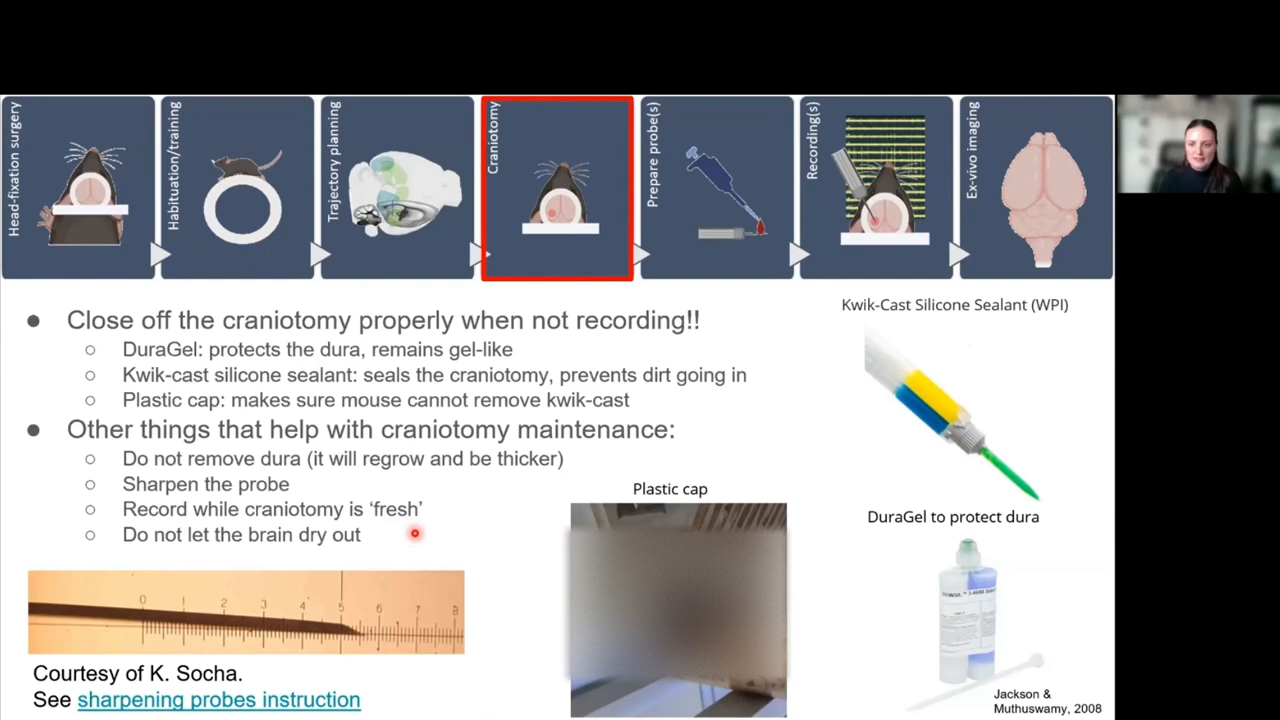 Head-fixation surgery
Habituation/training
Trajectory planning
Craniotomy
Prepare probe(s)
Recording(s)
Ex-vivo imaging
● Close off the craniotomy properly when not recording!!
○ DuraGel: protects the dura, remains gel-like
○ Kwik-cast silicone sealant: seals the craniotomy, prevents dirt going in
○ Plastic cap: makes sure mouse cannot remove kwik-cast
● Other things that help with craniotomy maintenance:
○ Do not remove dura (it will regrow and be thicker)
○ Sharpen the probe
○ Record while craniotomy is ‘fresh’
○ Do not let the brain dry out
Kwik-Cast Silicone Sealant (WPI)
Plastic cap
DuraGel to protect dura
0 1 2 3 4 5 6 7 8
Courtesy of K. Socha.
See sharpening probes instruction
Jackson &
Muthuswamy, 2008